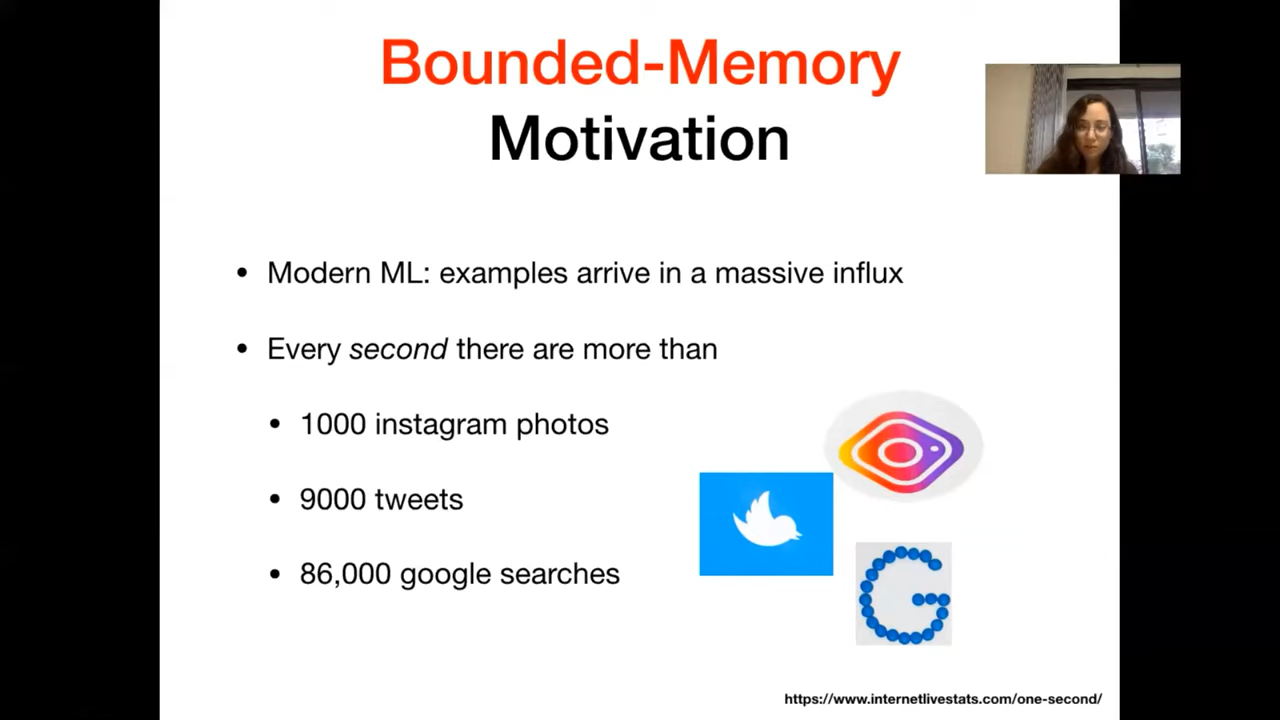 Bounded-Memory
Motivation
• Modern ML: examples arrive in a massive influx
• Every second there are more than
• 1000 instagram photos
• 9000 tweets
• 86,000 google searches
G
https://www.internetlivestats.com/one-second/